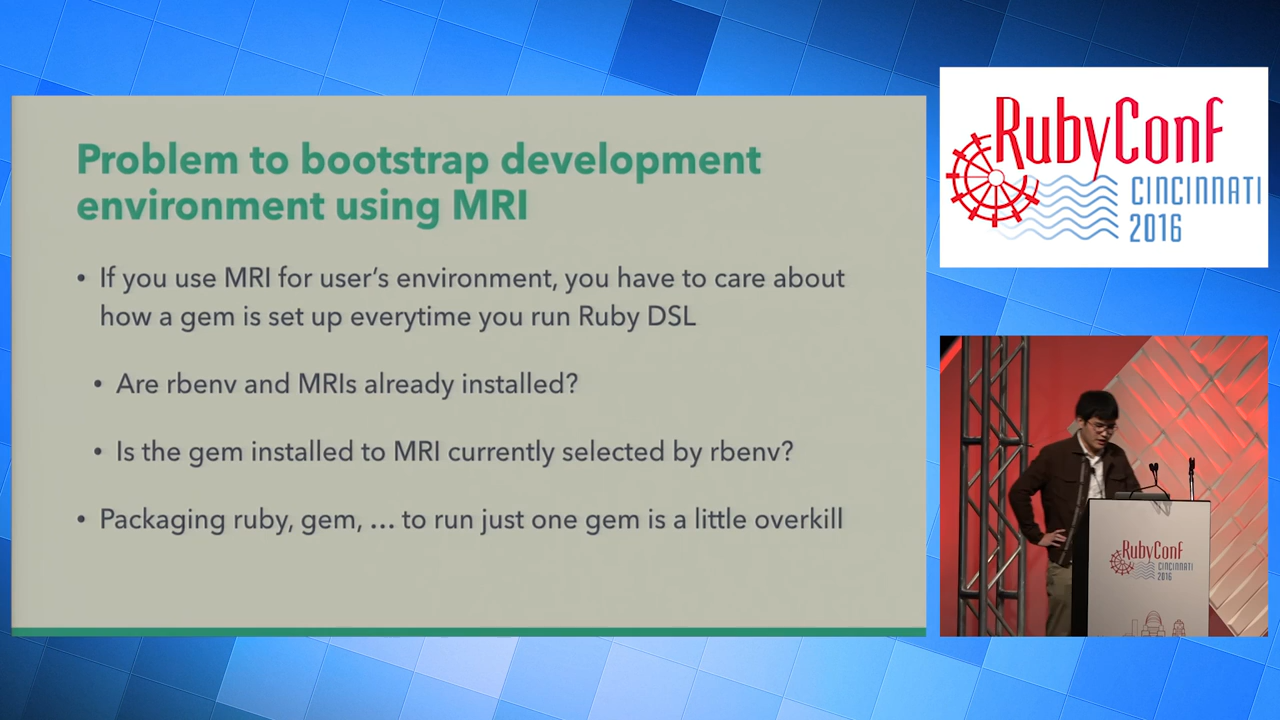 Problem to bootstrap development
environment using MRI
• If you use MRI for user's environment, you have to care about
how a gem is set up everytime you run Ruby DSL
• Are rbenv and MRIs already installed?
• Is the gem installed to MRI currently selected by rbenv?
• Packaging ruby, gem, … to run just one gem is a little overkill
RubyConf
CINCINNATI
2016
RubyConf
CINCINNATI
2016